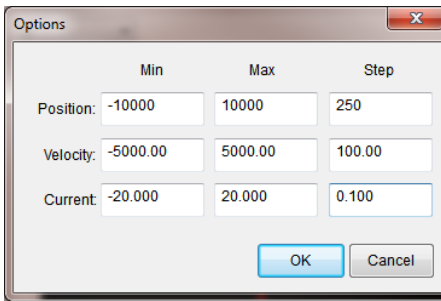 Options
Min Max Step
Position: -10000 10000 250
Velocity: -5000.00 5000.00 100.00
Current: -20.000 20.000 0.100
OK Cancel